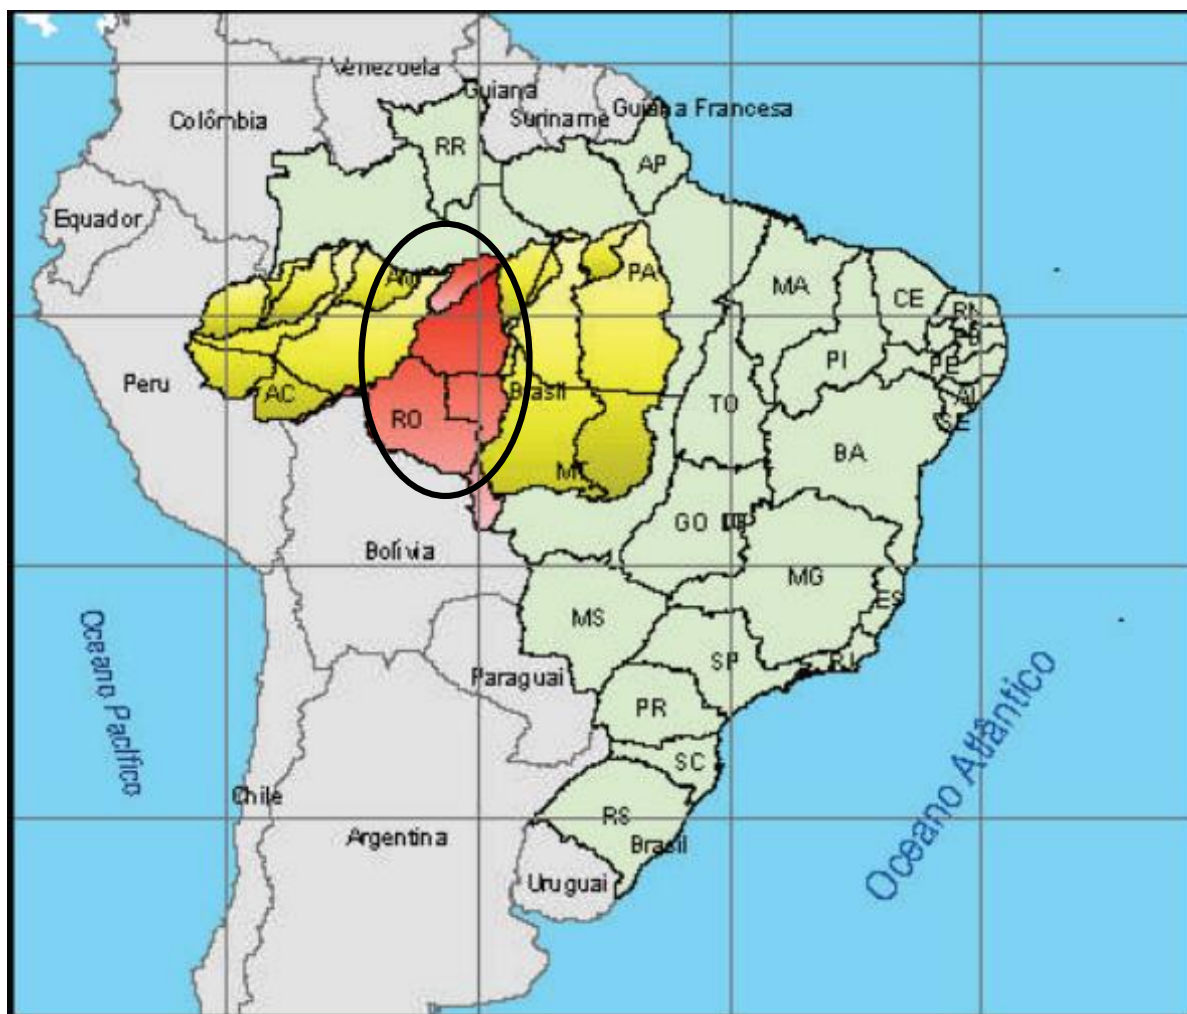 Venezuela
Guiana
Guiana Francesa
Suriname
Colômbia
RR
AP
Equador
AM
PA
MA
CE
RN
PB
PI
PE
Peru
AC
Brasil
TO
AL
SE
RO
BA
MT
GO
DF
Bolívia
MG
ES
MS
Oceano Pacífico
SP
RJ
Paraguai
PR
Oceano Atlântico
SC
Chile
RS
Argentina
Brasil
Uruguai